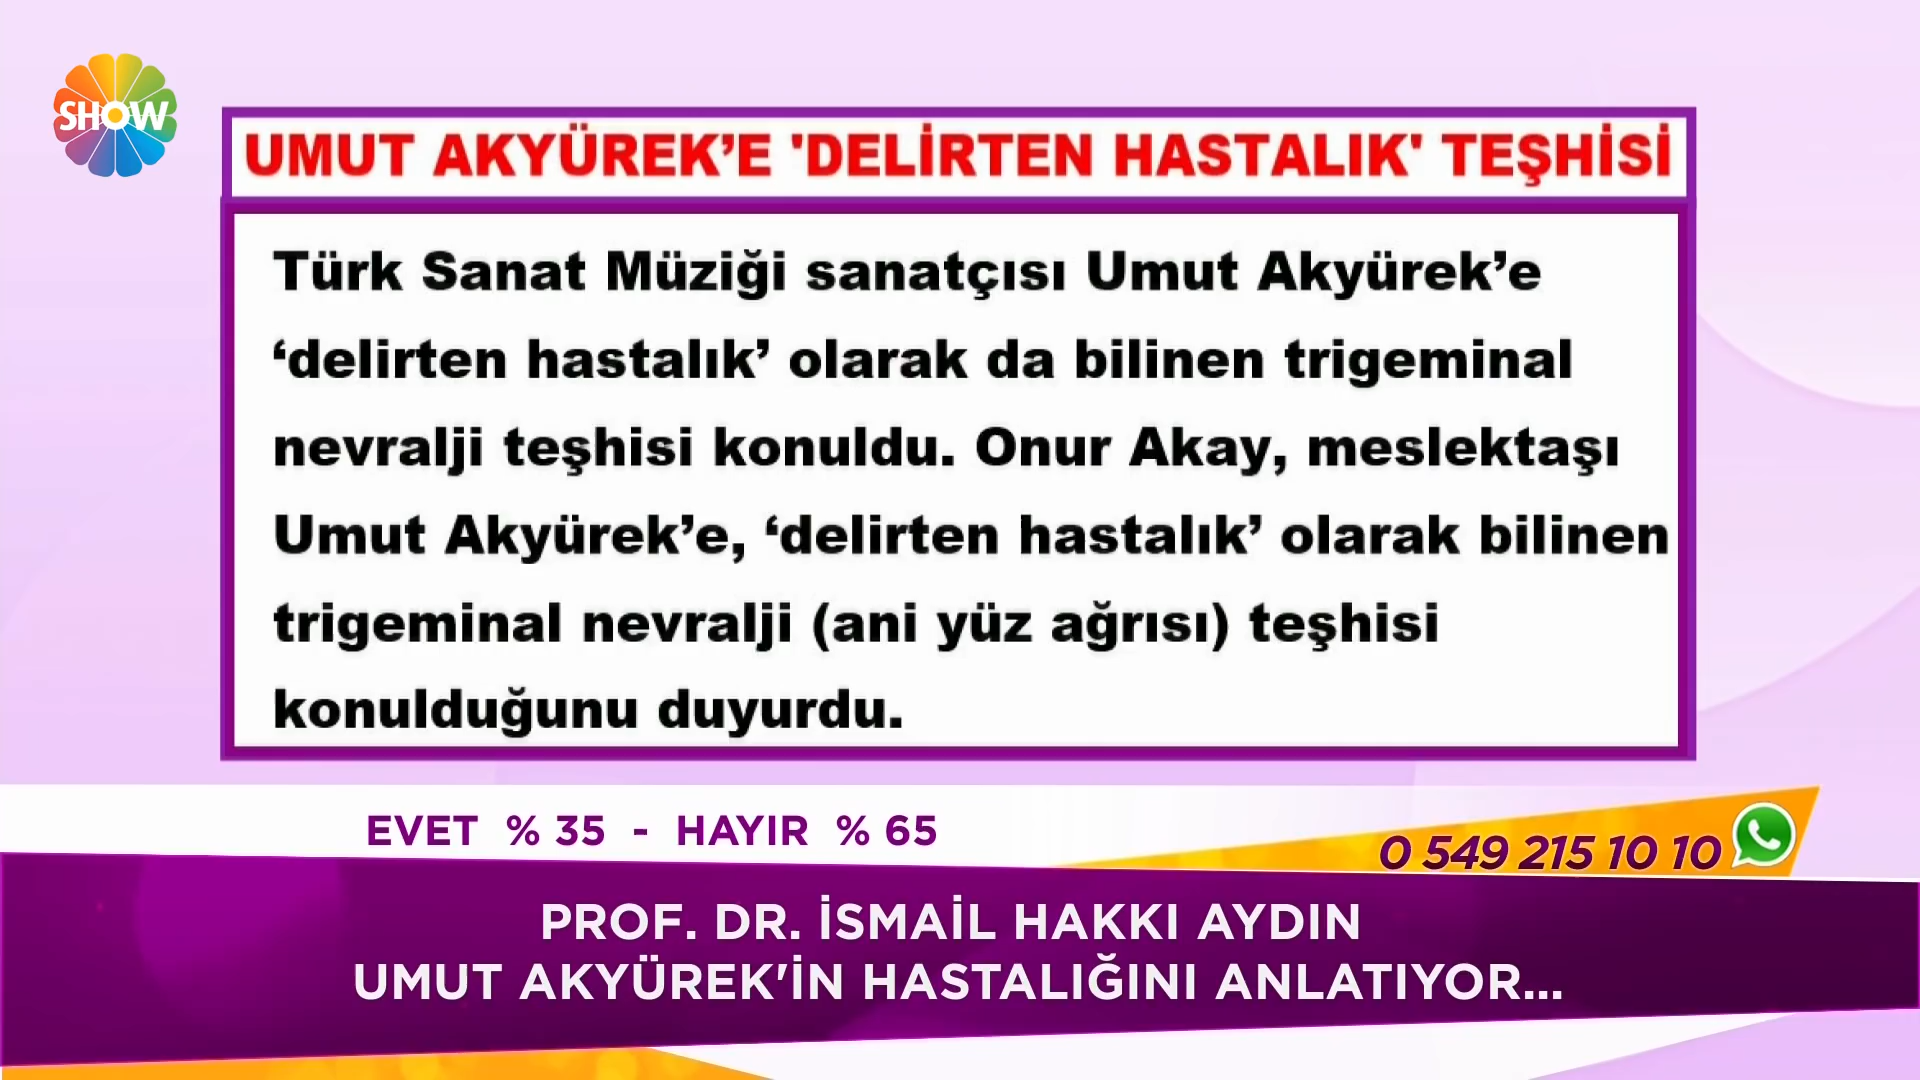 SHOW
UMUT AKYÜREK’E 'DELİRTEN HASTALIK' TEŞHİSİ
Türk Sanat Müziği sanatçısı Umut Akyürek’e
‘delirten hastalık’ olarak da bilinen trigeminal
nevralji teşhisi konuldu. Onur Akay, meslektaşı
Umut Akyürek’e, ‘delirten hastalık’ olarak bilinen
trigeminal nevralji (ani yüz ağrısı) teşhisi
konulduğunu duyurdu.
EVET % 35 - HAYIR % 65
0 549 215 10 10
PROF. DR. İSMAİL HAKKI AYDIN
UMUT AKYÜREK'İN HASTALIĞINI ANLATIYOR...